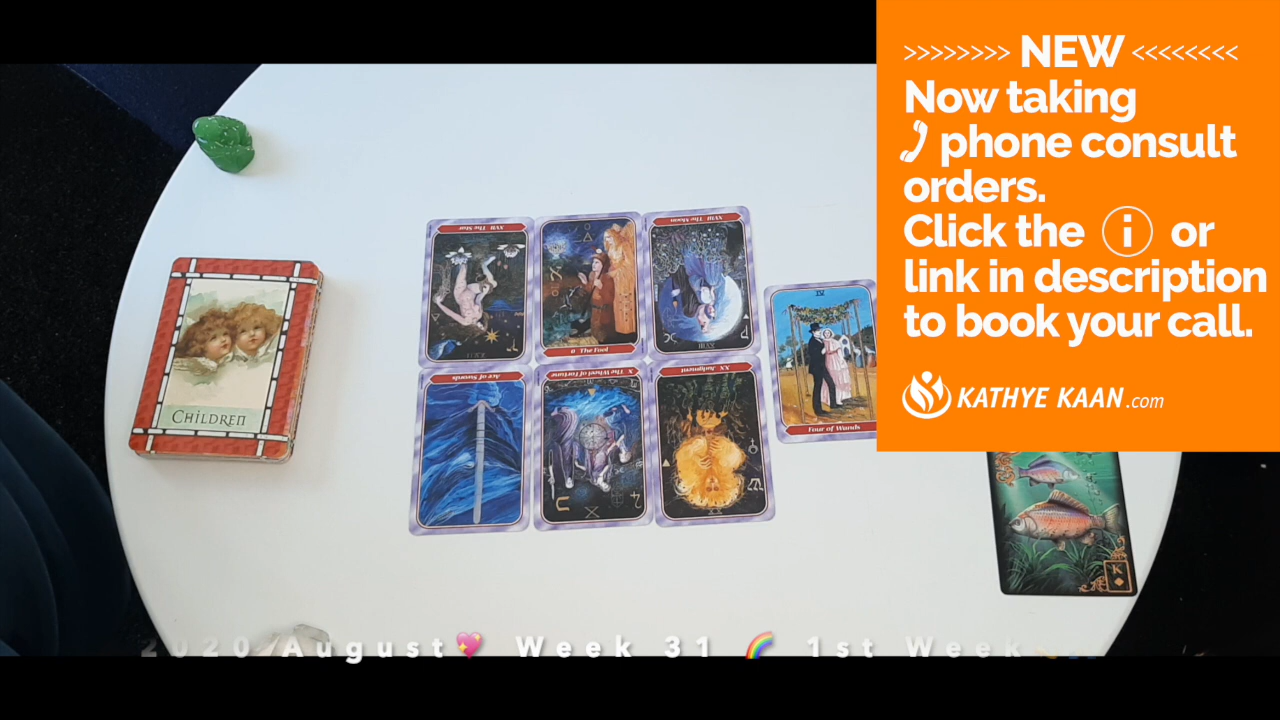 >>>>>>>> NEW <<<<<<<<
Now taking
phone consult
orders.
Click the i or
link in description
to book your call.
KATHYE KAAN.com
XVII The Star
0 The Fool
XVIII The Moon
Ace of Swords
X The Wheel of Fortune
XX Judgment
IV
Four of Wands
CHILDREN
K
2020 August💖 Week 31 🌈 1st Week